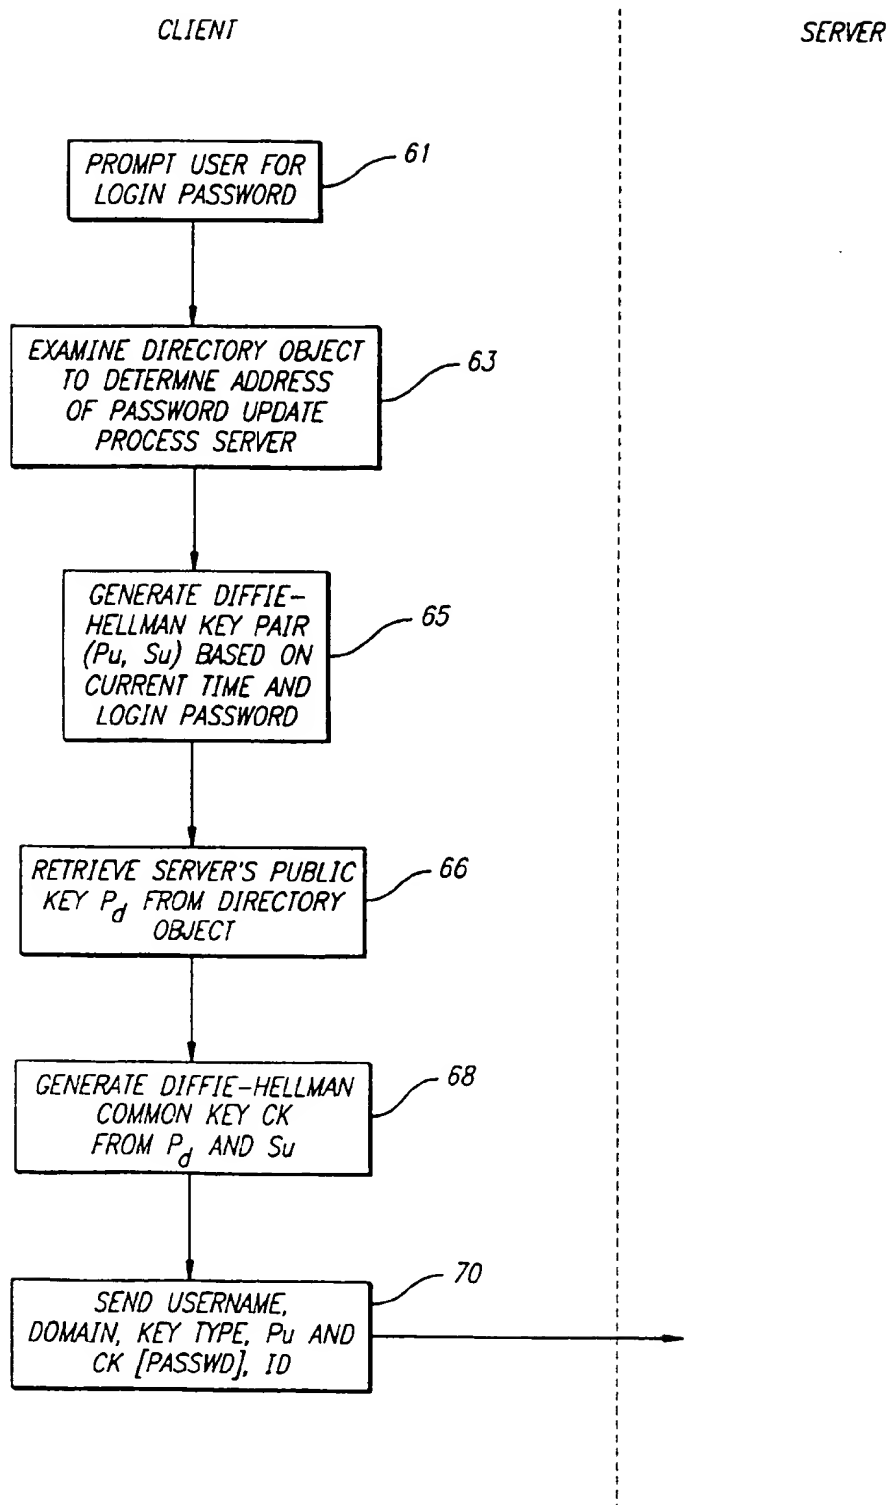 CLIENT
SERVER
PROMPT USER FOR
LOGIN PASSWORD
61
EXAMINE DIRECTORY OBJECT
TO DETERMNE ADDRESS
OF PASSWORD UPDATE
PROCESS SERVER
63
GENERATE DIFFIE-
HELLMAN KEY PAIR
(Pu, Su) BASED ON
CURRENT TIME AND
LOGIN PASSWORD
65
RETRIEVE SERVER'S PUBLIC
KEY Pd FROM DIRECTORY
OBJECT
66
GENERATE DIFFIE-HELLMAN
COMMON KEY CK
FROM Pd AND Su
68
SEND USERNAME,
DOMAIN, KEY TYPE, Pu AND
CK [PASSWD], ID
70